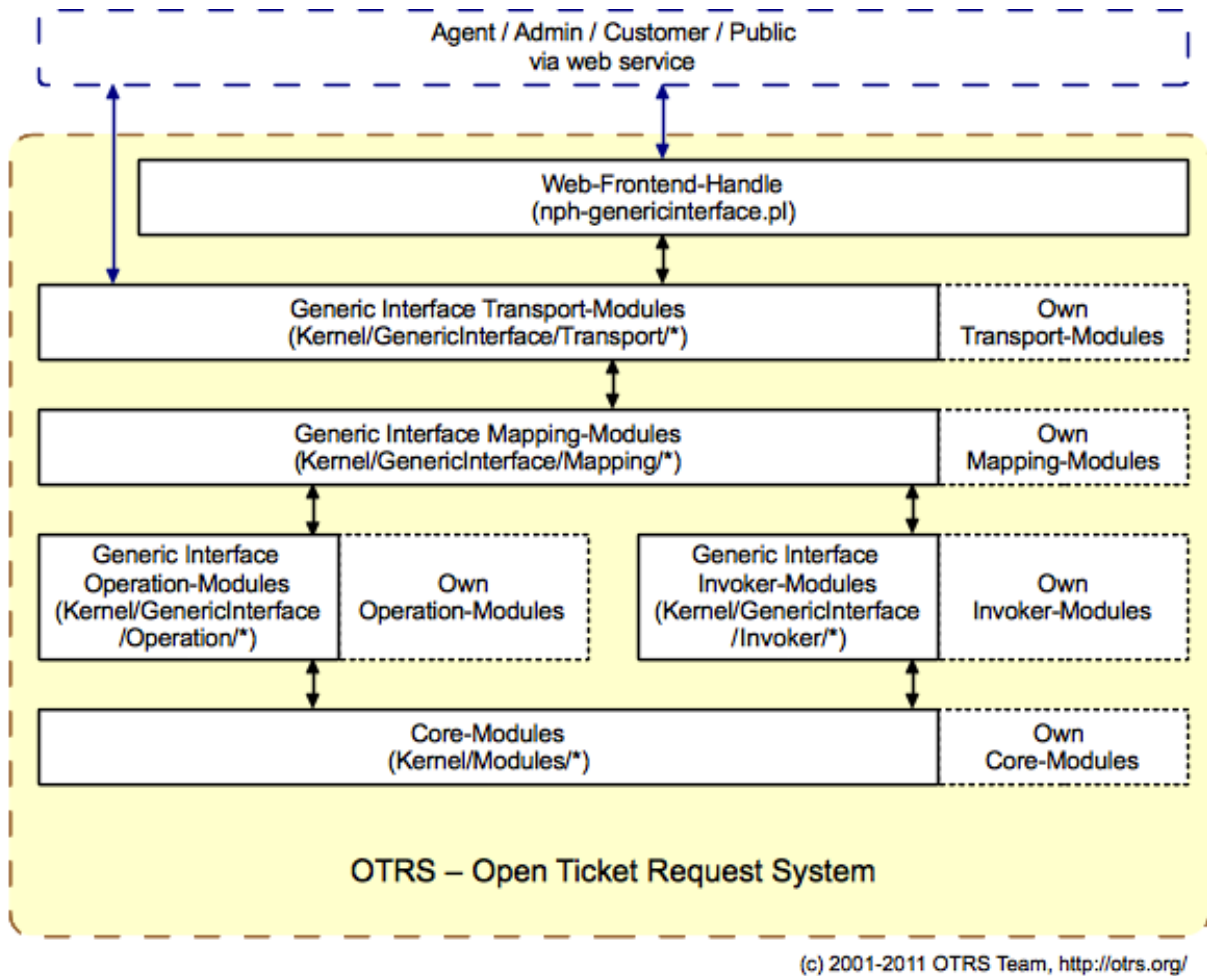 Agent / Admin / Customer / Public
via web service
Web-Frontend-Handle
(nph-genericinterface.pl)
Generic Interface Transport-Modules
(Kernel/GenericInterface/Transport/*)
Own
Transport-Modules
Generic Interface Mapping-Modules
(Kernel/GenericInterface/Mapping/*)
Own
Mapping-Modules
Generic Interface
Operation-Modules
(Kernel/GenericInterface
/Operation/*)
Own
Operation-Modules
Generic Interface
Invoker-Modules
(Kernel/GenericInterface
/Invoker/*)
Own
Invoker-Modules
Core-Modules
(Kernel/Modules/*)
Own
Core-Modules
OTRS – Open Ticket Request System
(c) 2001-2011 OTRS Team, http://otrs.org/